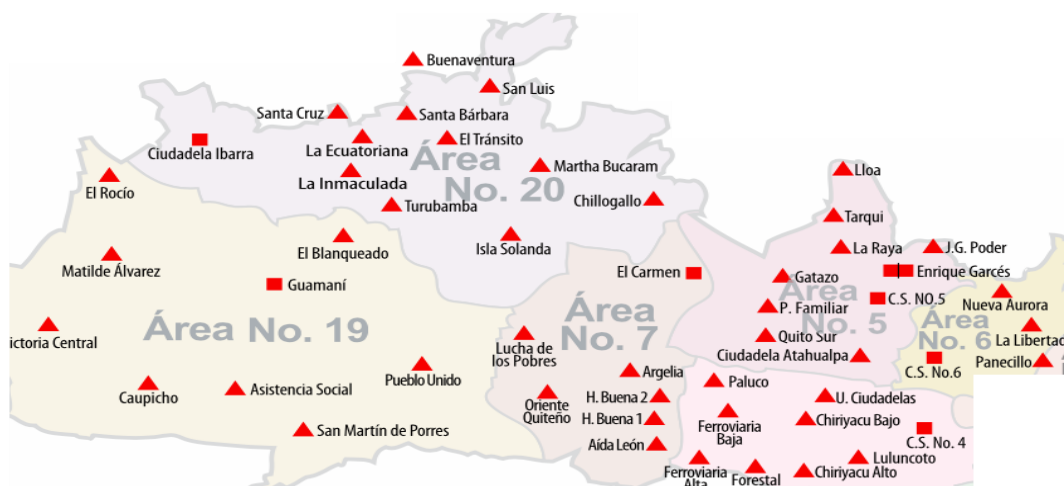 Buenaventura
San Luis
Santa Cruz
Santa Bárbara
Ciudadela Ibarra
La Ecuatoriana
El Tránsito
Área
No. 20
Martha Bucaram
La Inmaculada
El Rocío
Turubamba
Chillogallo
Lloa
Tarqui
El Blanqueado
Isla Solanda
La Raya
J.G. Poder
Matilde Álvarez
Guamaní
El Carmen
Gatazo
Enrique Garcés
Área
No. 5
C.S. NO.5
Nueva Aurora
P. Familiar
Área No. 19
Área
No. 7
Área
No. 6
ictoria Central
Lucha de
los Pobres
Quito Sur
La Libertad
Ciudadela Atahualpa
C.S. No.6
Panecillo
Pueblo Unido
Argelia
Paluco
Caupicho
Asistencia Social
Oriente
Quiteño
H. Buena 2
U. Ciudadelas
H. Buena 1
Ferroviaria
Baja
Chiriyacu Bajo
San Martín de Porres
Aída León
C.S. No. 4
Luluncoto
Ferroviaria
Alta
Forestal
Chiriyacu Alto